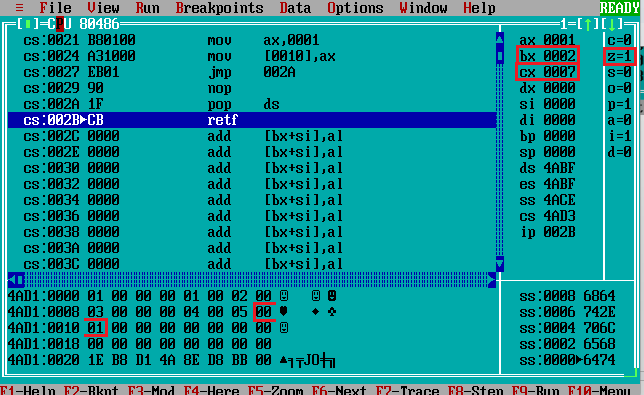 ≡ File View Run Breakpoints Data Options Window Help READY
[■]=CPU 80486 1=[↑][↓]
cs:0021 B80100 mov ax,0001 ax 0001 c=0
cs:0024 A31000 mov [0010],ax bx 0002 z=1
cs:0027 EB01 jmp 002A cx 0007 s=0
cs:0029 90 nop dx 0000 o=0
cs:002A 1F pop ds si 0000 p=1
cs:002B►CB retf di 0000 a=0
cs:002C 0000 add [bx+si],al bp 0000 i=1
cs:002E 0000 add [bx+si],al sp 0000 d=0
cs:0030 0000 add [bx+si],al ds 4ABF
cs:0032 0000 add [bx+si],al es 4ABF
cs:0034 0000 add [bx+si],al ss 4ACE
cs:0036 0000 add [bx+si],al cs 4AD3
cs:0038 0000 add [bx+si],al ip 002B
cs:003A 0000 add [bx+si],al
cs:003C 0000 add [bx+si],al
4AD1:0000 01 00 00 00 01 00 02 00 ☺ ☺ ☻ ss:0008 6864
4AD1:0008 03 00 00 00 04 00 05 00 ♥ ♦ ♣ ss:0006 742E
4AD1:0010 01 00 00 00 00 00 00 00 ☺ ss:0004 706C
4AD1:0018 00 00 00 00 00 00 00 00 ss:0002 6568
4AD1:0020 1E B8 D1 4A 8E D8 BB 00 ▲╕╤JO╪╗ ss:0000►6474
F1-Help F2-Bkpt F3-Mod F4-Here F5-Zoom F6-Next F7-Trace F8-Step F9-Run F10-Menu